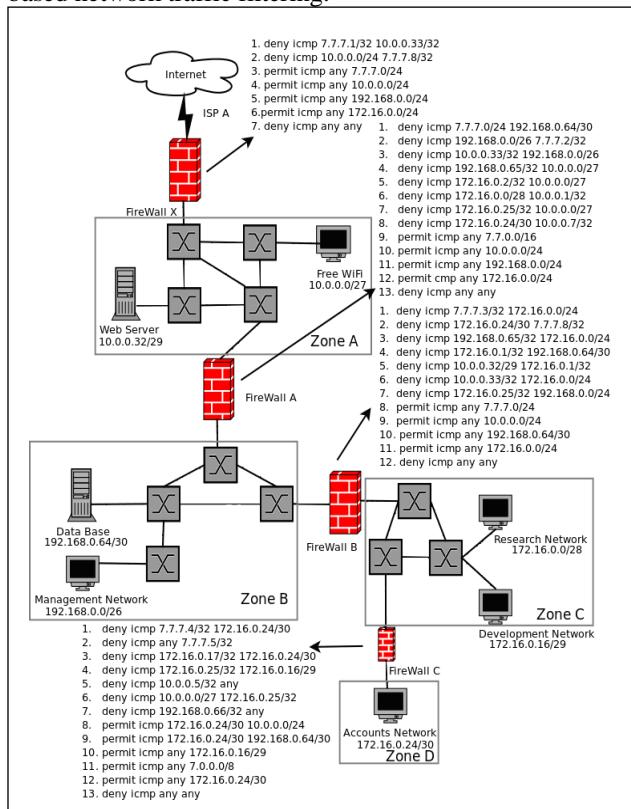 based network traffic filtering.
1. deny icmp 7.7.7.1/32 10.0.0.33/32
2. deny icmp 10.0.0.0/24 7.7.7.8/32
3. permit icmp any 7.7.7.0/24
4. permit icmp any 10.0.0.0/24
5. permit icmp any 192.168.0.0/24
6.permit icmp any 172.16.0.0/24
7. deny icmp any any
Internet
ISP A
FireWall X
1. deny icmp 7.7.7.0/24 192.168.0.64/30
2. deny icmp 192.168.0.0/26 7.7.7.2/32
3. deny icmp 10.0.0.33/32 192.168.0.0/26
4. deny icmp 192.168.0.65/32 10.0.0.0/27
5. deny icmp 172.16.0.2/32 10.0.0.0/27
6. deny icmp 172.16.0.0/28 10.0.0.1/32
7. deny icmp 172.16.0.25/32 10.0.0.0/27
8. deny icmp 172.16.0.24/30 10.0.0.7/32
9. permit icmp any 7.7.0.0/16
10. permit icmp any 10.0.0.0/24
11. permit icmp any 192.168.0.0/24
12. permit cmp any 172.16.0.0/24
13. deny icmp any any
Free WiFi
10.0.0.0/27
Web Server
10.0.0.32/29
Zone A
FireWall A
1. deny icmp 7.7.7.3/32 172.16.0.0/24
2. deny icmp 172.16.0.24/30 7.7.7.8/32
3. deny icmp 192.168.0.65/32 172.16.0.0/24
4. deny icmp 172.16.0.1/32 192.168.0.64/30
5. deny icmp 10.0.0.32/29 172.16.0.1/32
6. deny icmp 10.0.0.33/32 172.16.0.0/24
7. deny icmp 172.16.0.25/32 192.168.0.0/24
8. permit icmp any 7.7.7.0/24
9. permit icmp any 10.0.0.0/24
10. permit icmp any 192.168.0.64/30
11. permit icmp any 172.16.0.0/24
12. deny icmp any any
Data Base
192.168.0.64/30
Management Network
192.168.0.0/26
Zone B
FireWall B
Research Network
172.16.0.0/28
Zone C
Development Network
172.16.0.16/29
1. deny icmp 7.7.7.4/32 172.16.0.24/30
2. deny icmp any 7.7.7.5/32
3. deny icmp 172.16.0.17/32 172.16.0.24/30
4. deny icmp 172.16.0.25/32 172.16.0.16/29
5. deny icmp 10.0.0.5/32 any
6. deny icmp 10.0.0.0/27 172.16.0.25/32
7. deny icmp 192.168.0.66/32 any
8. permit icmp 172.16.0.24/30 10.0.0.0/24
9. permit icmp 172.16.0.24/30 192.168.0.64/30
10. permit icmp any 172.16.0.16/29
11. permit icmp any 7.0.0.0/8
12. permit icmp any 172.16.0.24/30
13. deny icmp any any
FireWall C
Accounts Network
172.16.0.24/30
Zone D